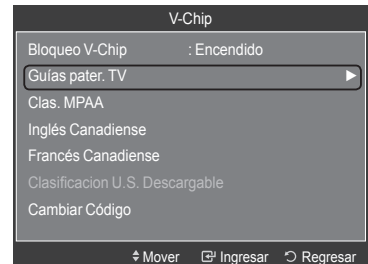 V-Chip
Bloqueo V-Chip : Encendido
Guías pater. TV
Clas. MPAA
Inglés Canadiense
Francés Canadiense
Clasificacion U.S. Descargable
Cambiar Código
Mover Ingresar Regresar